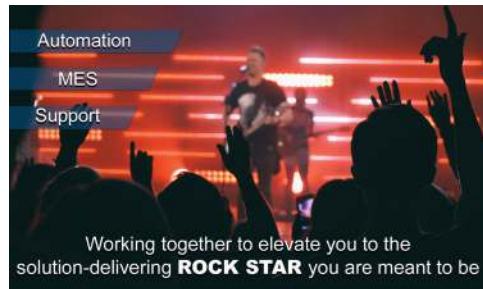 Automation
MES
Support
Working together to elevate you to the
solution-delivering ROCK STAR you are meant to be